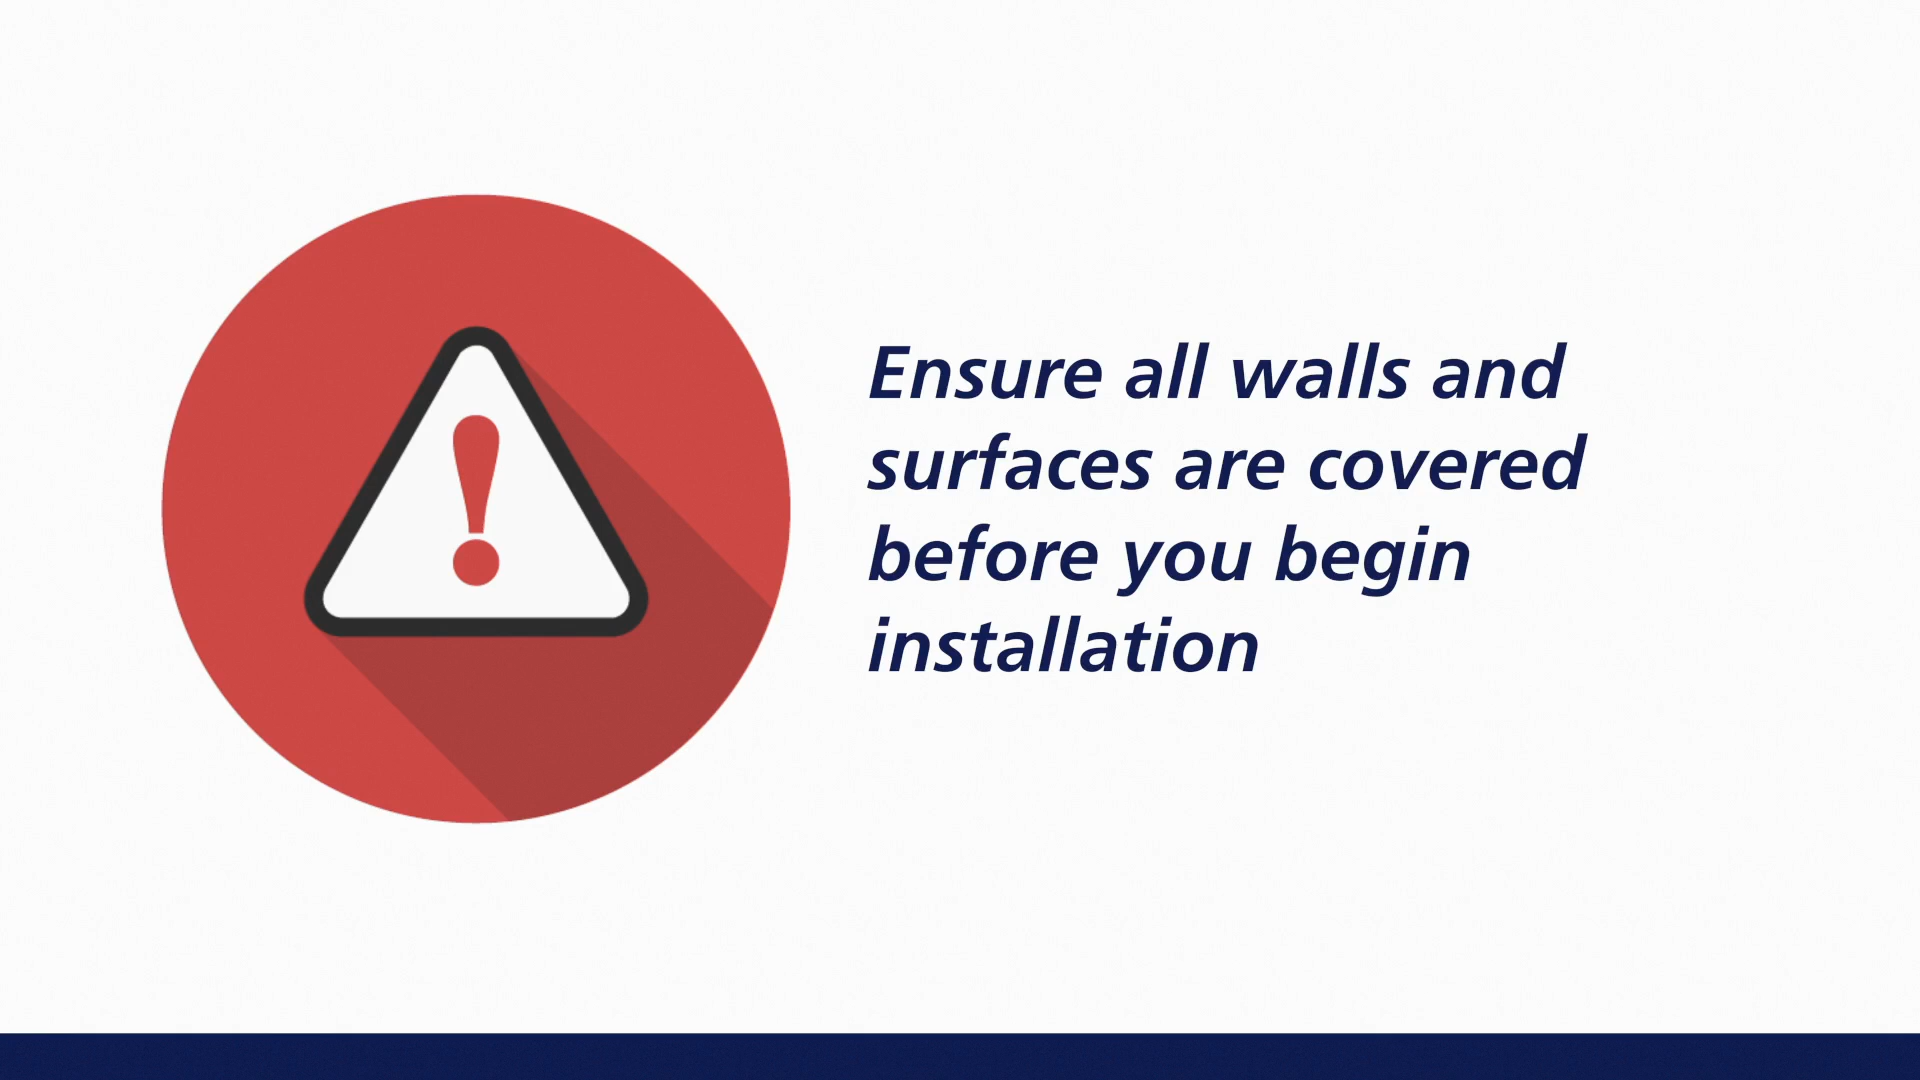 Ensure all walls and
surfaces are covered
before you begin
installation